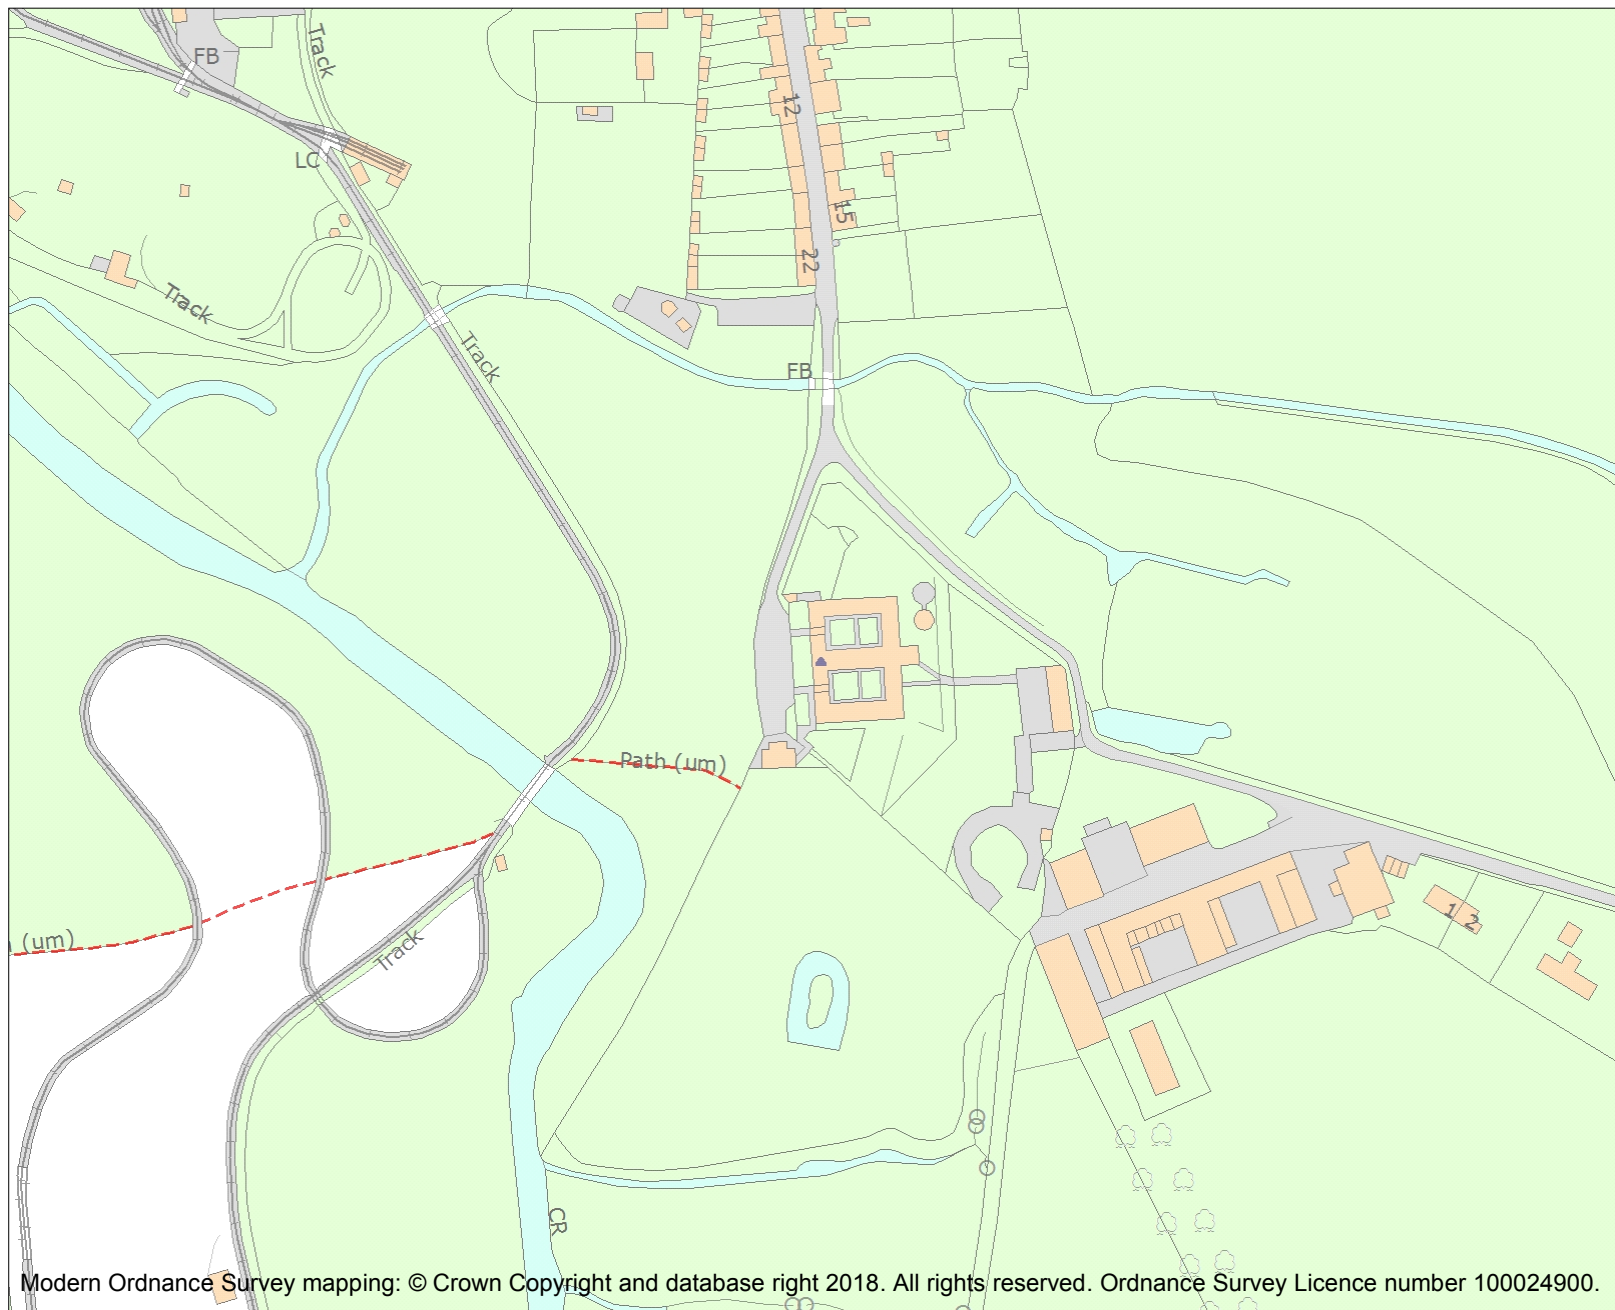 Track
FB
12
LC
15
22
Track
Track
FB
Path (um)
1
2
(um)
Track
CR
Modern Ordnance Survey mapping: © Crown Copyright and database right 2018. All rights reserved. Ordnance Survey Licence number 100024900.